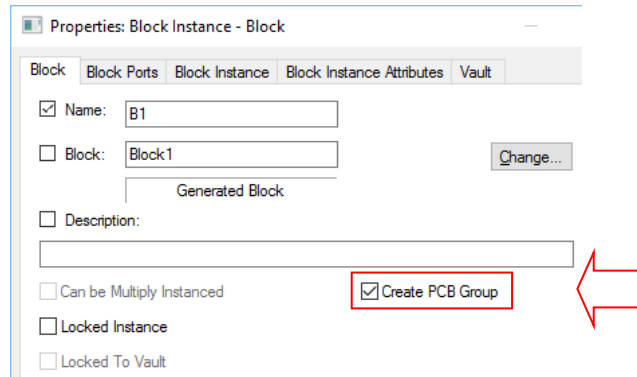 Properties: Block Instance - Block
Block Block Ports Block Instance Block Instance Attributes Vault
Name: B1
Block: Block1 Change...
Generated Block
Description:
Can be Multiply Instanced Create PCB Group
Locked Instance
Locked To Vault